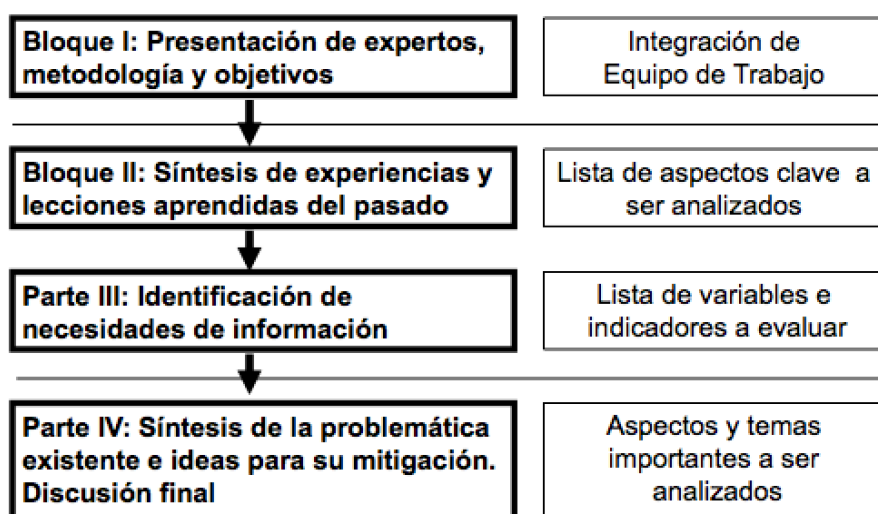 Bloque I: Presentación de expertos,
metodología y objetivos
Integración de
Equipo de Trabajo
Bloque II: Síntesis de experiencias y
lecciones aprendidas del pasado
Lista de aspectos clave a
ser analizados
Parte III: Identificación de
necesidades de información
Lista de variables e
indicadores a evaluar
Parte IV: Síntesis de la problemática
existente e ideas para su mitigación.
Discusión final
Aspectos y temas
importantes a ser
analizados